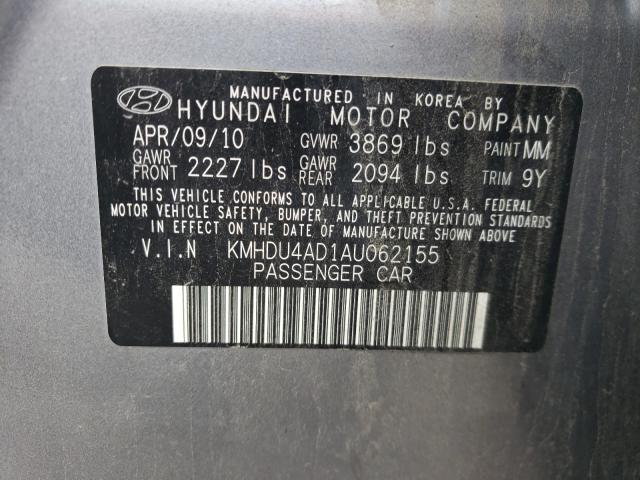 MANUFACTURED IN KOREA BY
HYUNDAI MOTOR COMPANY
APR/09/10 GVWR 3869 lbs PAINT MM
GAWR FRONT 2227 lbs GAWR REAR 2094 lbs TRIM 9Y
THIS VEHICLE CONFORMS TO ALL APPLICABLE U.S.A. FEDERAL
MOTOR VEHICLE SAFETY, BUMPER, AND THEFT PREVENTION STANDARDS
IN EFFECT ON THE DATE OF MANUFACTURE SHOWN ABOVE
V.I.N KMHDU4AD1AU062155
PASSENGER CAR